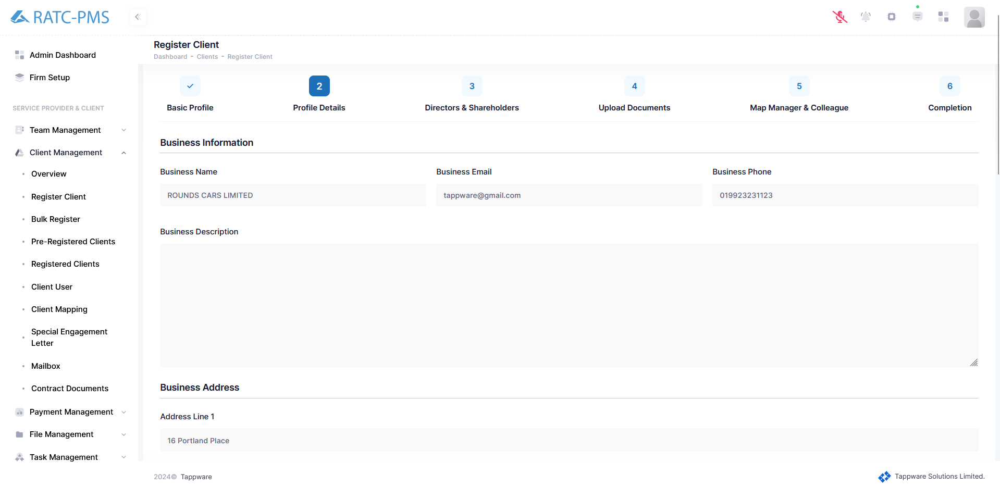 RATC-PMS
Admin Dashboard
Firm Setup
SERVICE PROVIDER & CLIENT
Team Management
Client Management
Overview
Register Client
Bulk Register
Pre-Registered Clients
Registered Clients
Client User
Client Mapping
Special Engagement
Letter
Mailbox
Contract Documents
Payment Management
File Management
Task Management
Register Client
Dashboard - Clients - Register Client
2 3 4 5 6
Basic Profile Profile Details Directors & Shareholders Upload Documents Map Manager & Colleague Completion
Business Information
Business Name Business Email Business Phone
ROUNDS CARS LIMITED tappware@gmail.com 019923231123
Business Description
Business Address
Address Line 1
16 Portland Place
2024© Tappware
Tappware Solutions Limited.